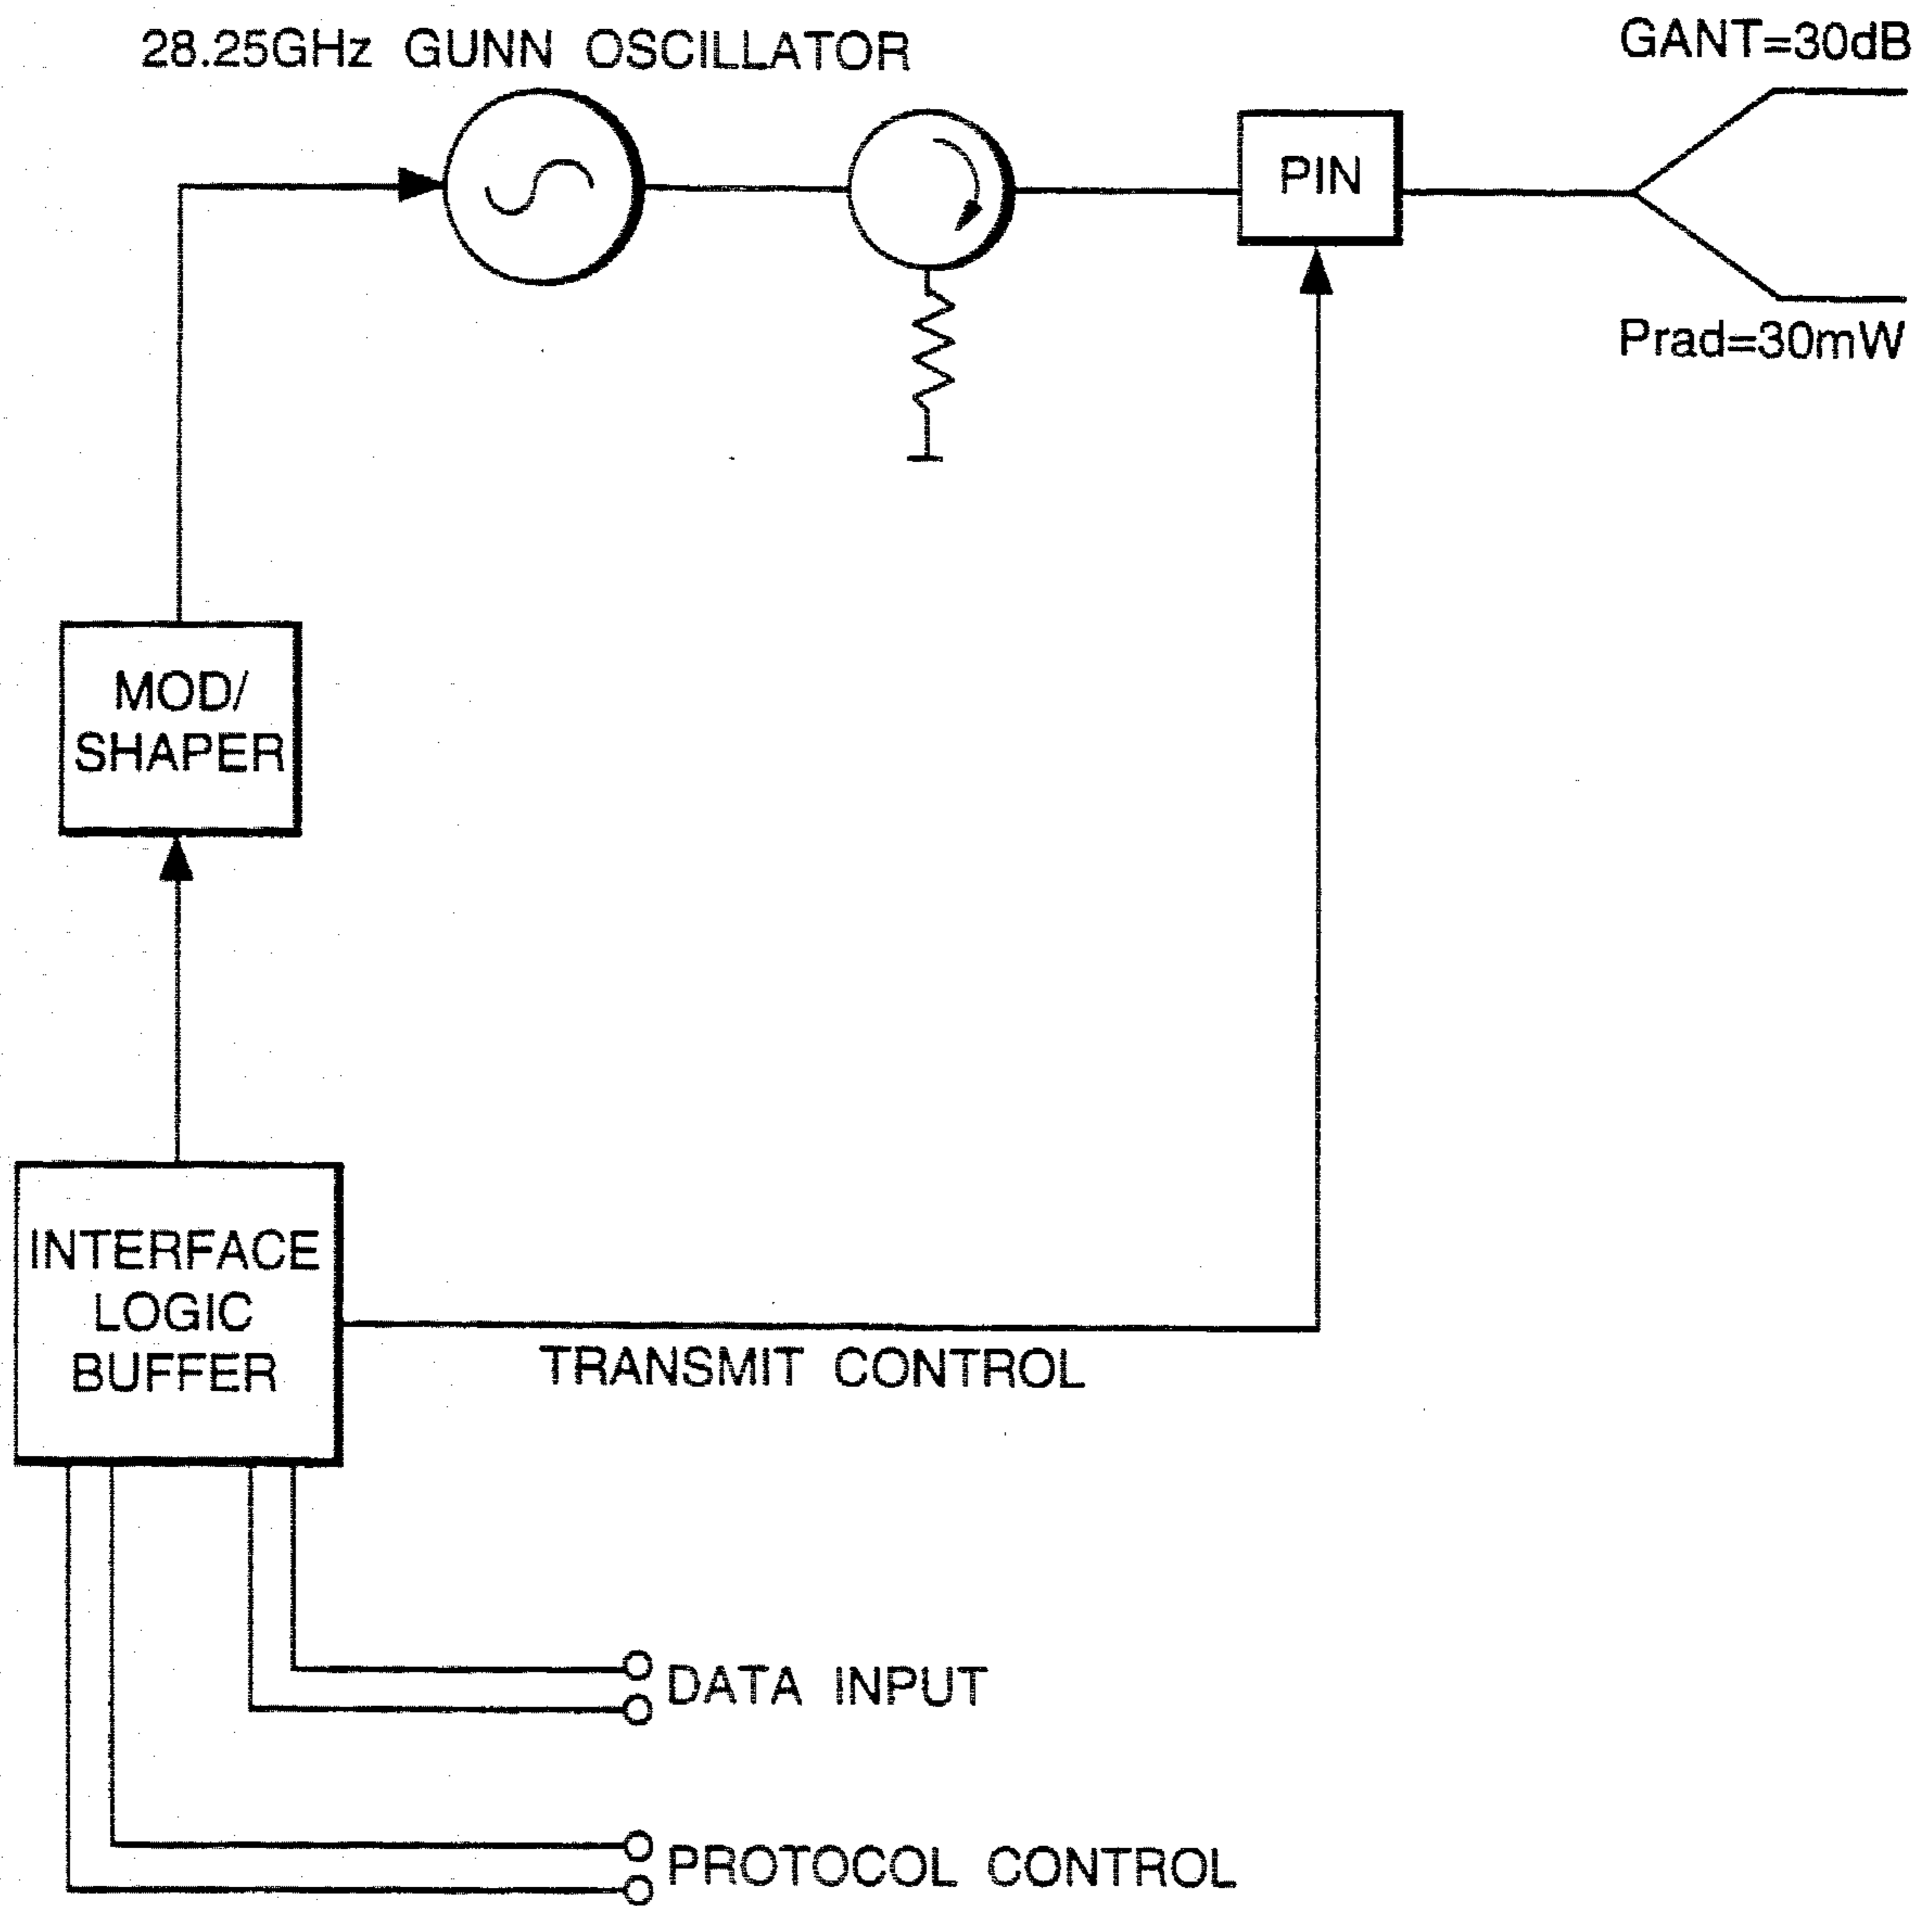 28.25GHz GUNN OSCILLATOR
GANT=30dB
PIN
Prad=30mW
MOD/
SHAPER
INTERFACE
LOGIC
BUFFER
TRANSMIT CONTROL
DATA INPUT
PROTOCOL CONTROL